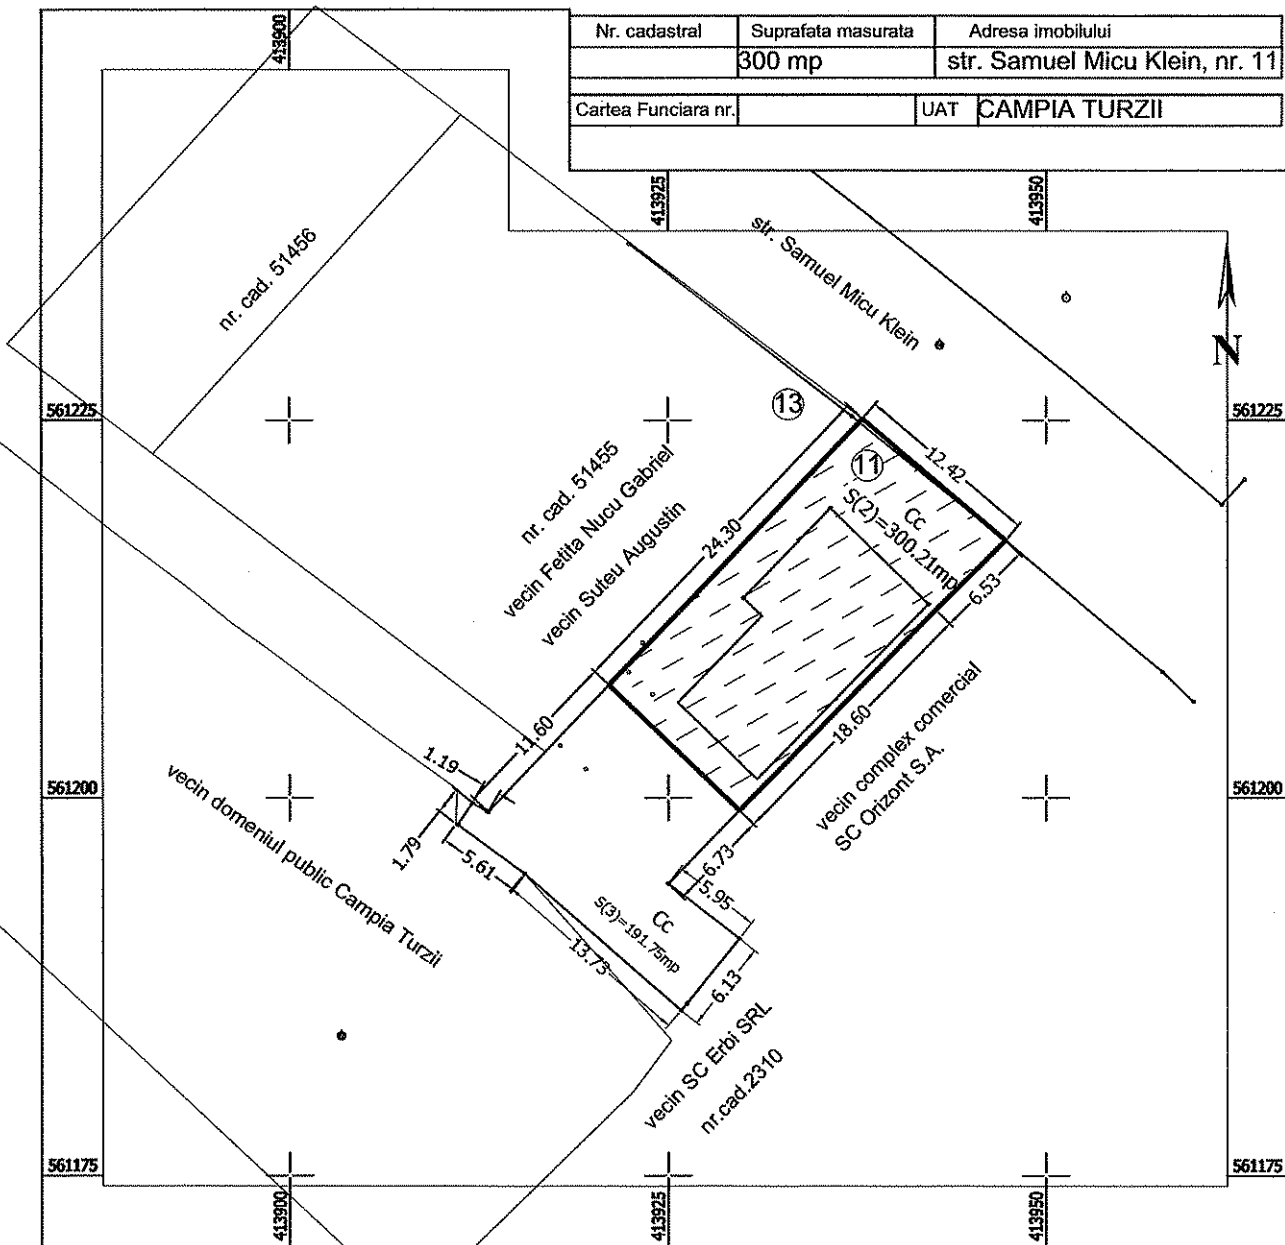 Nr. cadastral
Suprafata masurata
Adresa imobilului
300 mp
str. Samuel Micu Klein, nr. 11
Cartea Funciara nr.
UAT
CAMPIA TURZII
413900
413925
413950
str. Samuel Micu Klein
nr. cad. 51456
N
561225
561225
13
11
12.42
Cc
S(2)=300.21mp
nr. cad. 51455
vecin Fetita Nucu Gabriel
vecin Suteu Augustin
24.30
6.53
18.60
vecin complex comercial
SC Orizont S.A.
11.60
1.19
561200
561200
vecin domeniul public Campia Turzii
1.79
5.61
6.73
5.95
Cc
S(3)=191.75mp
13.73
6.13
vecin SC Erbi SRL
nr.cad.2310
561175
561175
413900
413925
413950